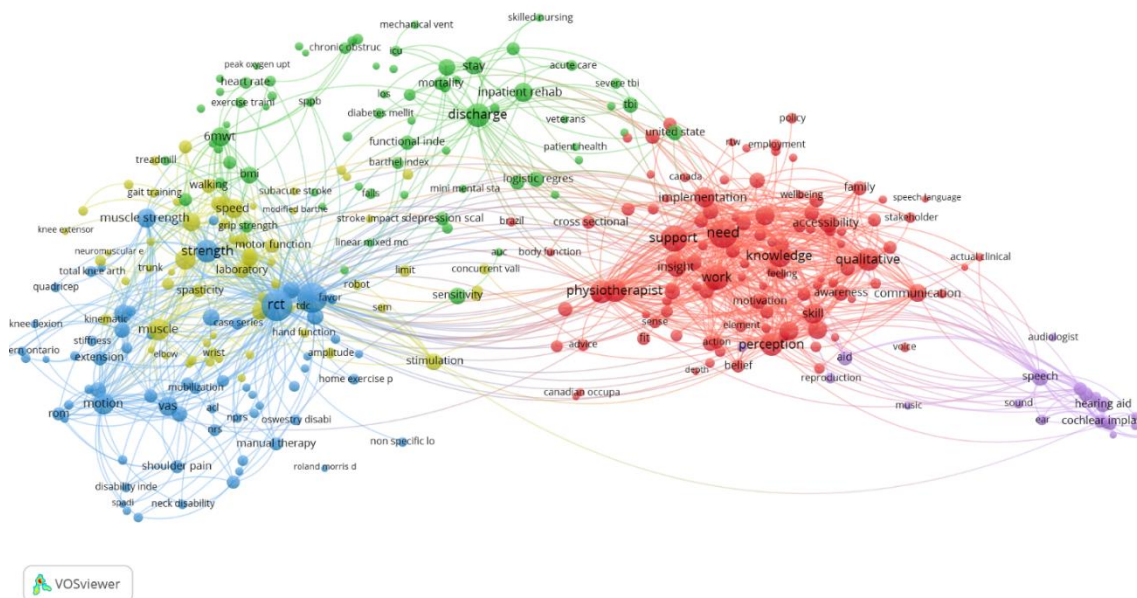 mechanical vent
skilled nursing
chronic obstruc
icu
peak oxygen upt
stay
acute care
heart rate
mortality
severe tbi
los
inpatient rehab
exercise traini
sppb
tbi
diabetes mellit
discharge
veterans
policy
6mwt
functional inde
united state
rtw
employment
patient health
treadmill
barthel index
bmi
canada
walking
logistic regres
wellbeing
family
gait training
subacute stroke
falls
mini mental sta
implementation
speech language
speed
modified barthe
muscle strength
grip strength
stroke impact s
depression scal
brazil
cross sectional
accessibility
stakeholder
knee extensor
motor function
need
support
linear mixed mo
neuromuscular e
strength
auc
body function
knowledge
actual clinical
trunk
laboratory
limit
concurrent vali
insight
qualitative
total knee arth
feeling
work
quadricep
spasticity
robot
physiotherapist
awareness
communication
favor
sensitivity
rct
tdc
sem
motivation
kinematic
case series
skill
knee flexion
stiffness
muscle
hand function
sense
element
fit
action
perception
voice
audiologist
ern ontario
extension
elbow
wrist
amplitude
stimulation
advice
aid
belief
depth
reproduction
speech
mobilization
home exercise p
motion
vas
acl
canadian occupa
music
sound
hearing aid
rom
nprs
oswestry disabi
ear
cochlear impla
nrs
manual therapy
non specific lo
shoulder pain
roland morris d
disability inde
spadi
neck disability
VOSviewer